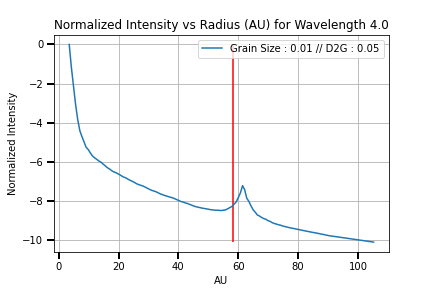 Normalized Intensity vs Radius (AU) for Wavelength 4.0
Grain Size : 0.01 // D2G : 0.05
Normalized Intensity
0
−2
−4
−6
−8
−10
0 20 40 60 80 100
AU